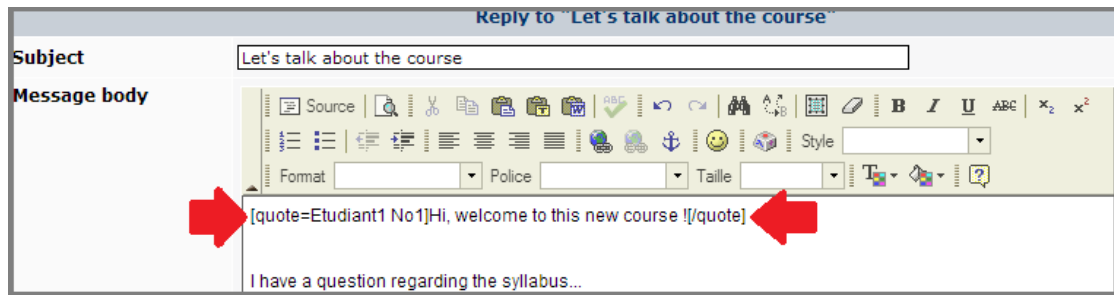 Reply to "Let's talk about the course"
Subject
Let's talk about the course
Message body
Source ABC B I U ABC x₂ x²
Style
Format Police Taille T
[quote=Etudiant1 No1]Hi, welcome to this new course ![/quote]
I have a question regarding the syllabus...